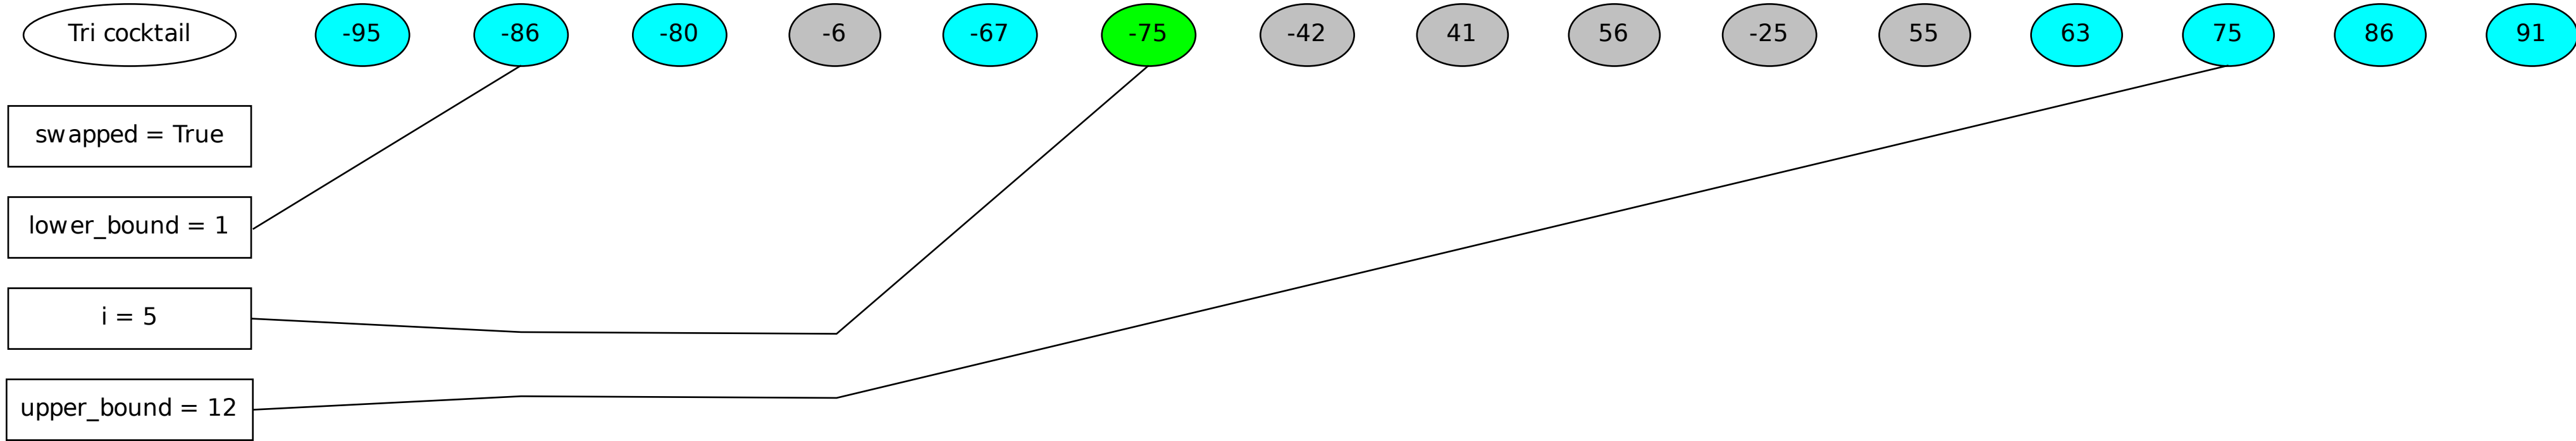 Tri cocktail -95 -86 -80 -6 -67 -75 -42 41 56 -25 55 63 75 86 91
swapped = True
lower_bound = 1
i = 5
upper_bound = 12